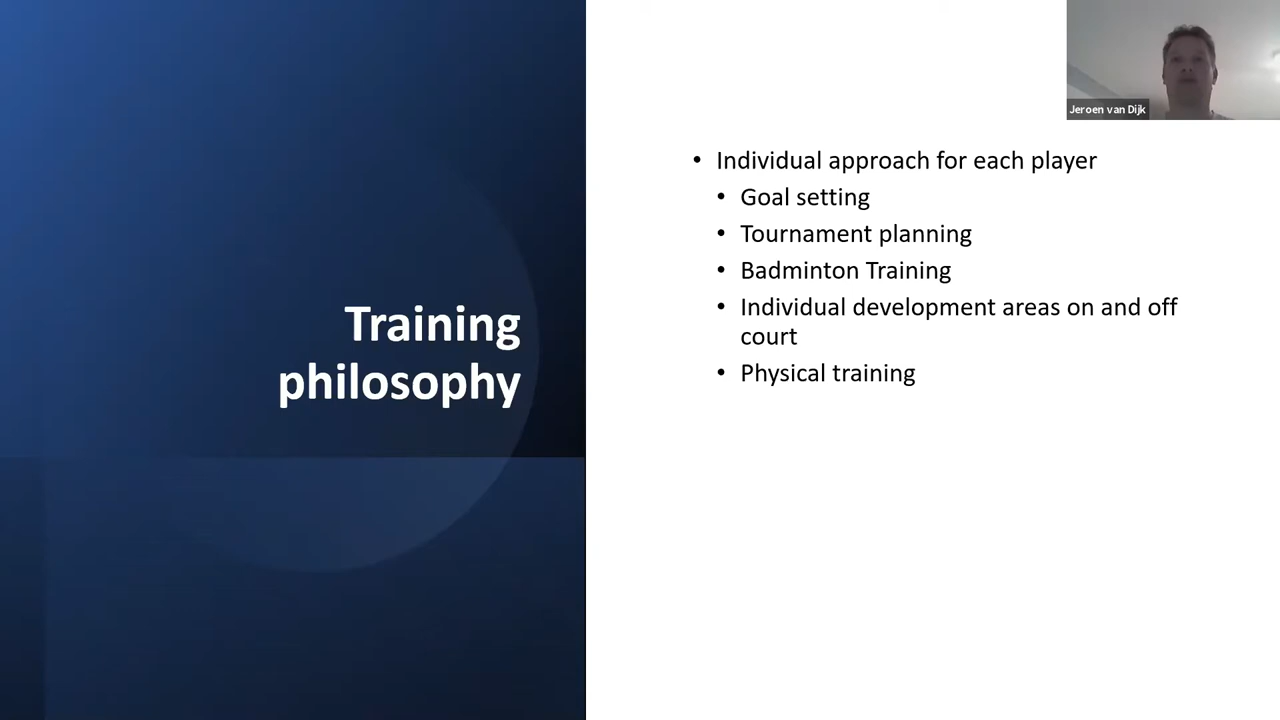 Jeroen van Dijk
Training
philosophy
• Individual approach for each player
• Goal setting
• Tournament planning
• Badminton Training
• Individual development areas on and off
court
• Physical training